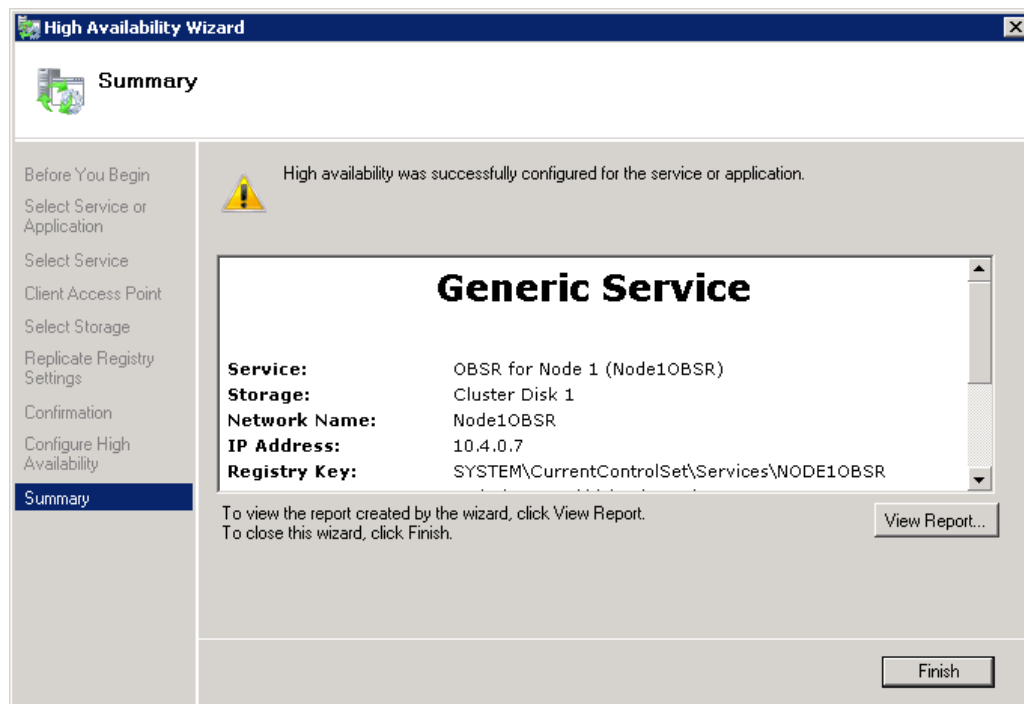 High Availability Wizard
Summary
Before You Begin
Select Service or
Application
Select Service
Client Access Point
Select Storage
Replicate Registry
Settings
Confirmation
Configure High
Availability
Summary
High availability was successfully configured for the service or application.
Generic Service
Service: OBSR for Node 1 (Node1OBSR)
Storage: Cluster Disk 1
Network Name: Node1OBSR
IP Address: 10.4.0.7
Registry Key: SYSTEM\CurrentControlSet\Services\NODE1OBSR
To view the report created by the wizard, click View Report.
To close this wizard, click Finish.
View Report...
Finish